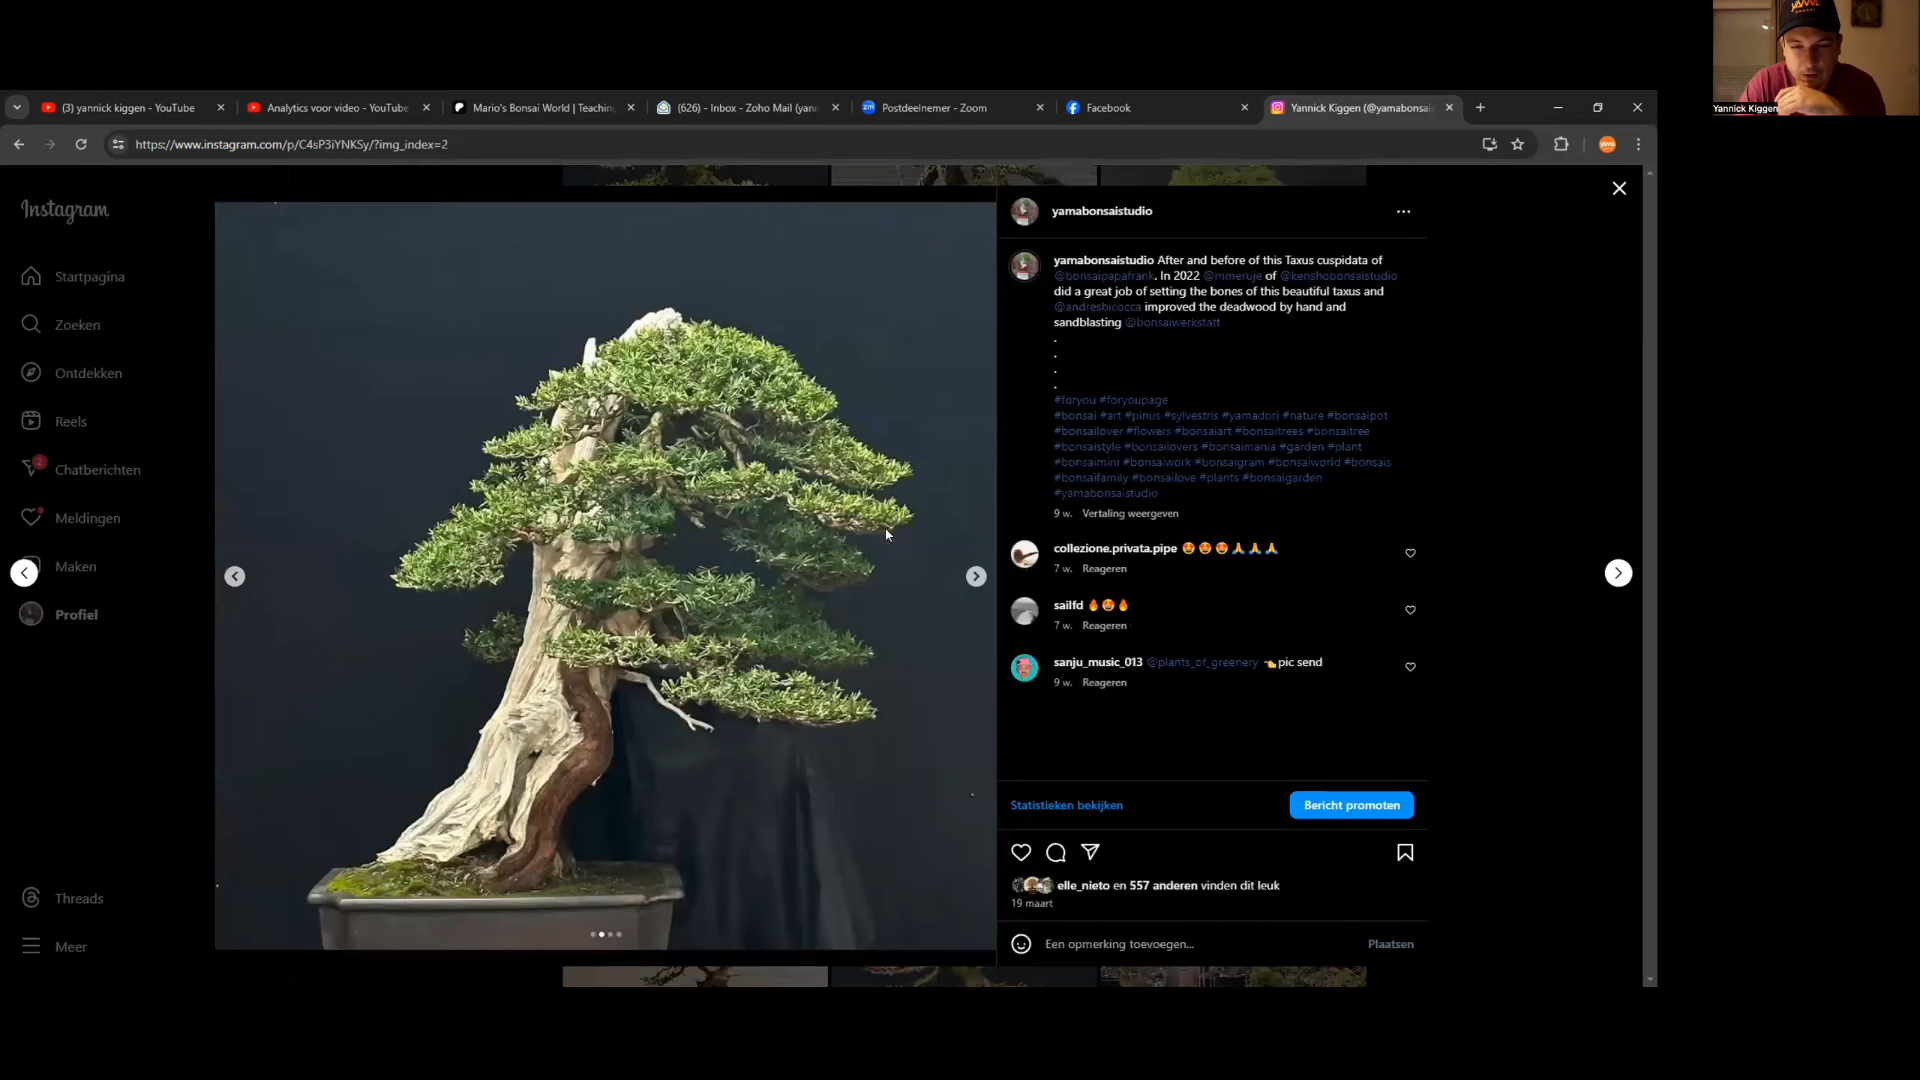 (3) yannick kiggen - YouTube
Analytics voor video - YouTube
Mario's Bonsai World | Teaching
(626) - Inbox - Zoho Mail (yann
Postdeelnemer - Zoom
Facebook
Yannick Kiggen (@yamabonsai
https://www.instagram.com/p/C4sP3iYNKSy/?img_index=2
Yannick Kiggen
Instagram
Startpagina
Zoeken
Ontdekken
Reels
2
Chatberichten
Meldingen
Maken
Profiel
Threads
Meer
yamabonsaistudio
yamabonsaistudio After and before of this Taxus cuspidata of
@bonsaipapafrank. In 2022 @mmeruje of @kenshobonsaistudio
did a great job of setting the bones of this beautiful taxus and
@andresbicocca improved the deadwood by hand and
sandblasting @bonsaiwerkstatt
.
.
.
.
#foryou #foryoupage
#bonsai #art #pinus #sylvestris #yamadori #nature #bonsaipot
#bonsailover #flowers #bonsaiart #bonsaitrees #bonsaitree
#bonsaistyle #bonsailovers #bonsaimania #garden #plant
#bonsaimini #bonsaiwork #bonsaigram #bonsaiworld #bonsais
#bonsaifamily #bonsailove #plants #bonsaigarden
#yamabonsaistudio
9 w. Vertaling weergeven
collezione.privata.pipe 😍😍😍🙏🙏🙏
7 w. Reageren
sailfd 🔥😍🔥
7 w. Reageren
sanju_music_013 @plants_of_greenery 👈pic send
9 w. Reageren
Statistieken bekijken
Bericht promoten
elle_nieto en 557 anderen vinden dit leuk
19 maart
Een opmerking toevoegen...
Plaatsen